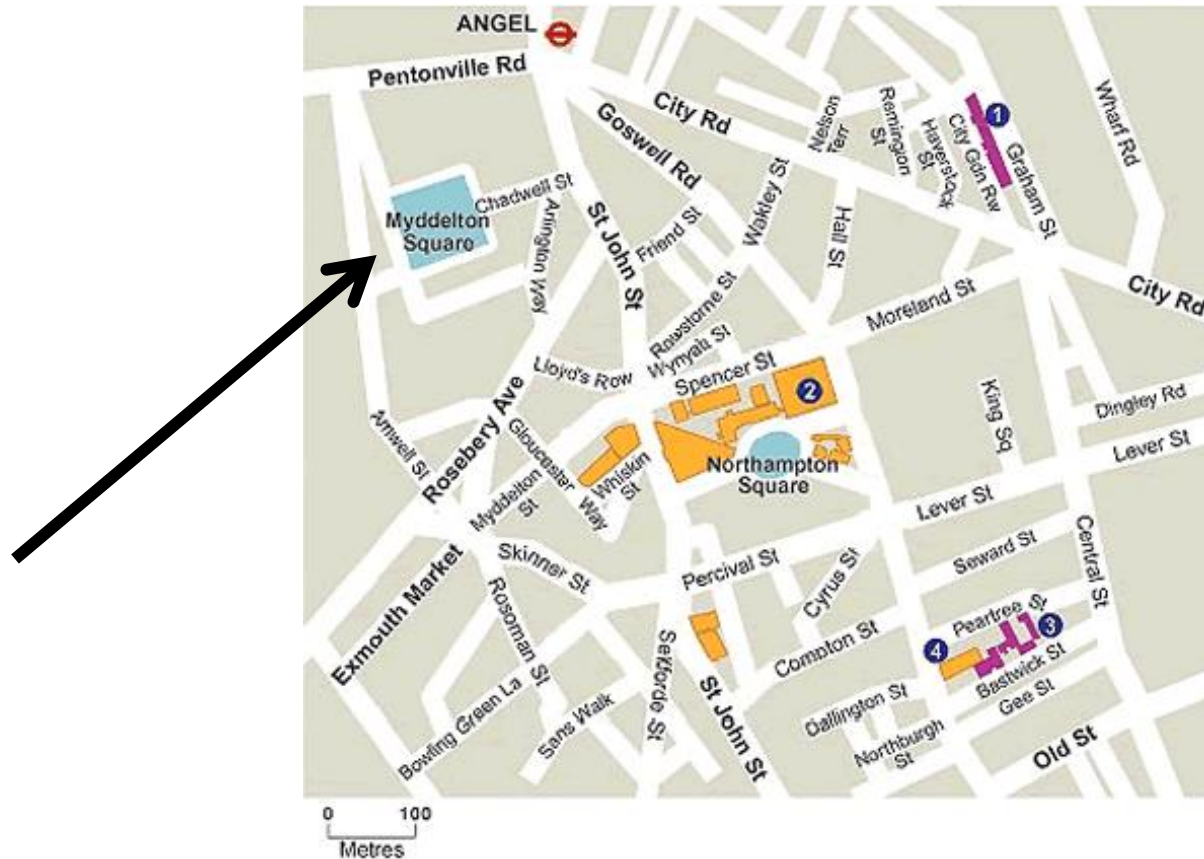 ANGEL
Pentonville Rd
City Rd
Goswell Rd
Nelson
Terr
Remington
St
Haverstock
St
City Gdn Rw
1
Graham St
Wharf Rd
Chadwell St
Myddelton
Square
Arlington Way
St John St
Friend St
Wakley St
Hall St
Moreland St
City Rd
Rawstorne St
Wynyatt St
Lloyd's Row
Spencer St
2
King Sq
Dingley Rd
Lever St
Amwell St
Rosebery Ave
Gloucester
Way
Myddelton
St
Whiskin
St
Northampton
Square
Lever St
Exmouth Market
Skinner St
Percival St
Cyrus St
Seward St
Central St
Rosoman St
Sekforde St
Compton St
Peartree St
3
4
Bastwick St
Gee St
Bowling Green La
Sans Walk
St John St
Dallington St
Northburgh
St
Old St
0 100
Metres